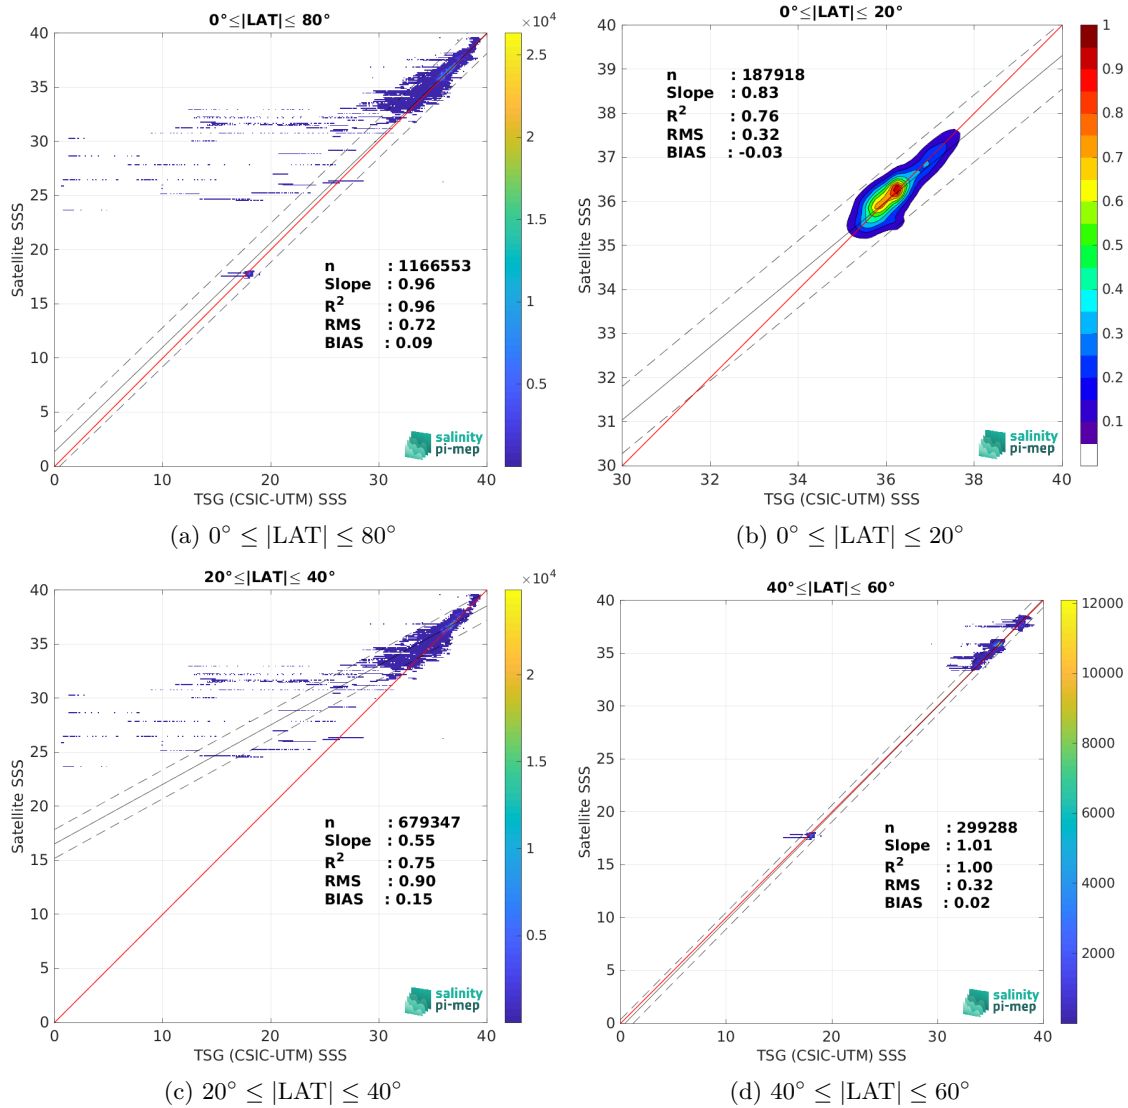 0°≤|LAT|≤ 80°
×10^4
40
35
30
25
20
15
10
5
0
0 10 20 30 40
Satellite SSS
TSG (CSIC-UTM) SSS
n : 1166553
Slope : 0.96
R^2 : 0.96
RMS : 0.72
BIAS : 0.09
2.5
2
1.5
1
0.5
salinity
pi-mep
(a) 0° ≤ |LAT| ≤ 80°
0°≤|LAT|≤ 20°
40
39
38
37
36
35
34
33
32
31
30
30 32 34 36 38 40
Satellite SSS
TSG (CSIC-UTM) SSS
n : 187918
Slope : 0.83
R^2 : 0.76
RMS : 0.32
BIAS : -0.03
1
0.9
0.8
0.7
0.6
0.5
0.4
0.3
0.2
0.1
salinity
pi-mep
(b) 0° ≤ |LAT| ≤ 20°
20°≤|LAT|≤ 40°
×10^4
40
35
30
25
20
15
10
5
0
0 10 20 30 40
Satellite SSS
TSG (CSIC-UTM) SSS
n : 679347
Slope : 0.55
R^2 : 0.75
RMS : 0.90
BIAS : 0.15
2
1.5
1
0.5
salinity
pi-mep
(c) 20° ≤ |LAT| ≤ 40°
40°≤|LAT|≤ 60°
40
35
30
25
20
15
10
5
0
0 10 20 30 40
Satellite SSS
TSG (CSIC-UTM) SSS
n : 299288
Slope : 1.01
R^2 : 1.00
RMS : 0.32
BIAS : 0.02
12000
10000
8000
6000
4000
2000
salinity
pi-mep
(d) 40° ≤ |LAT| ≤ 60°